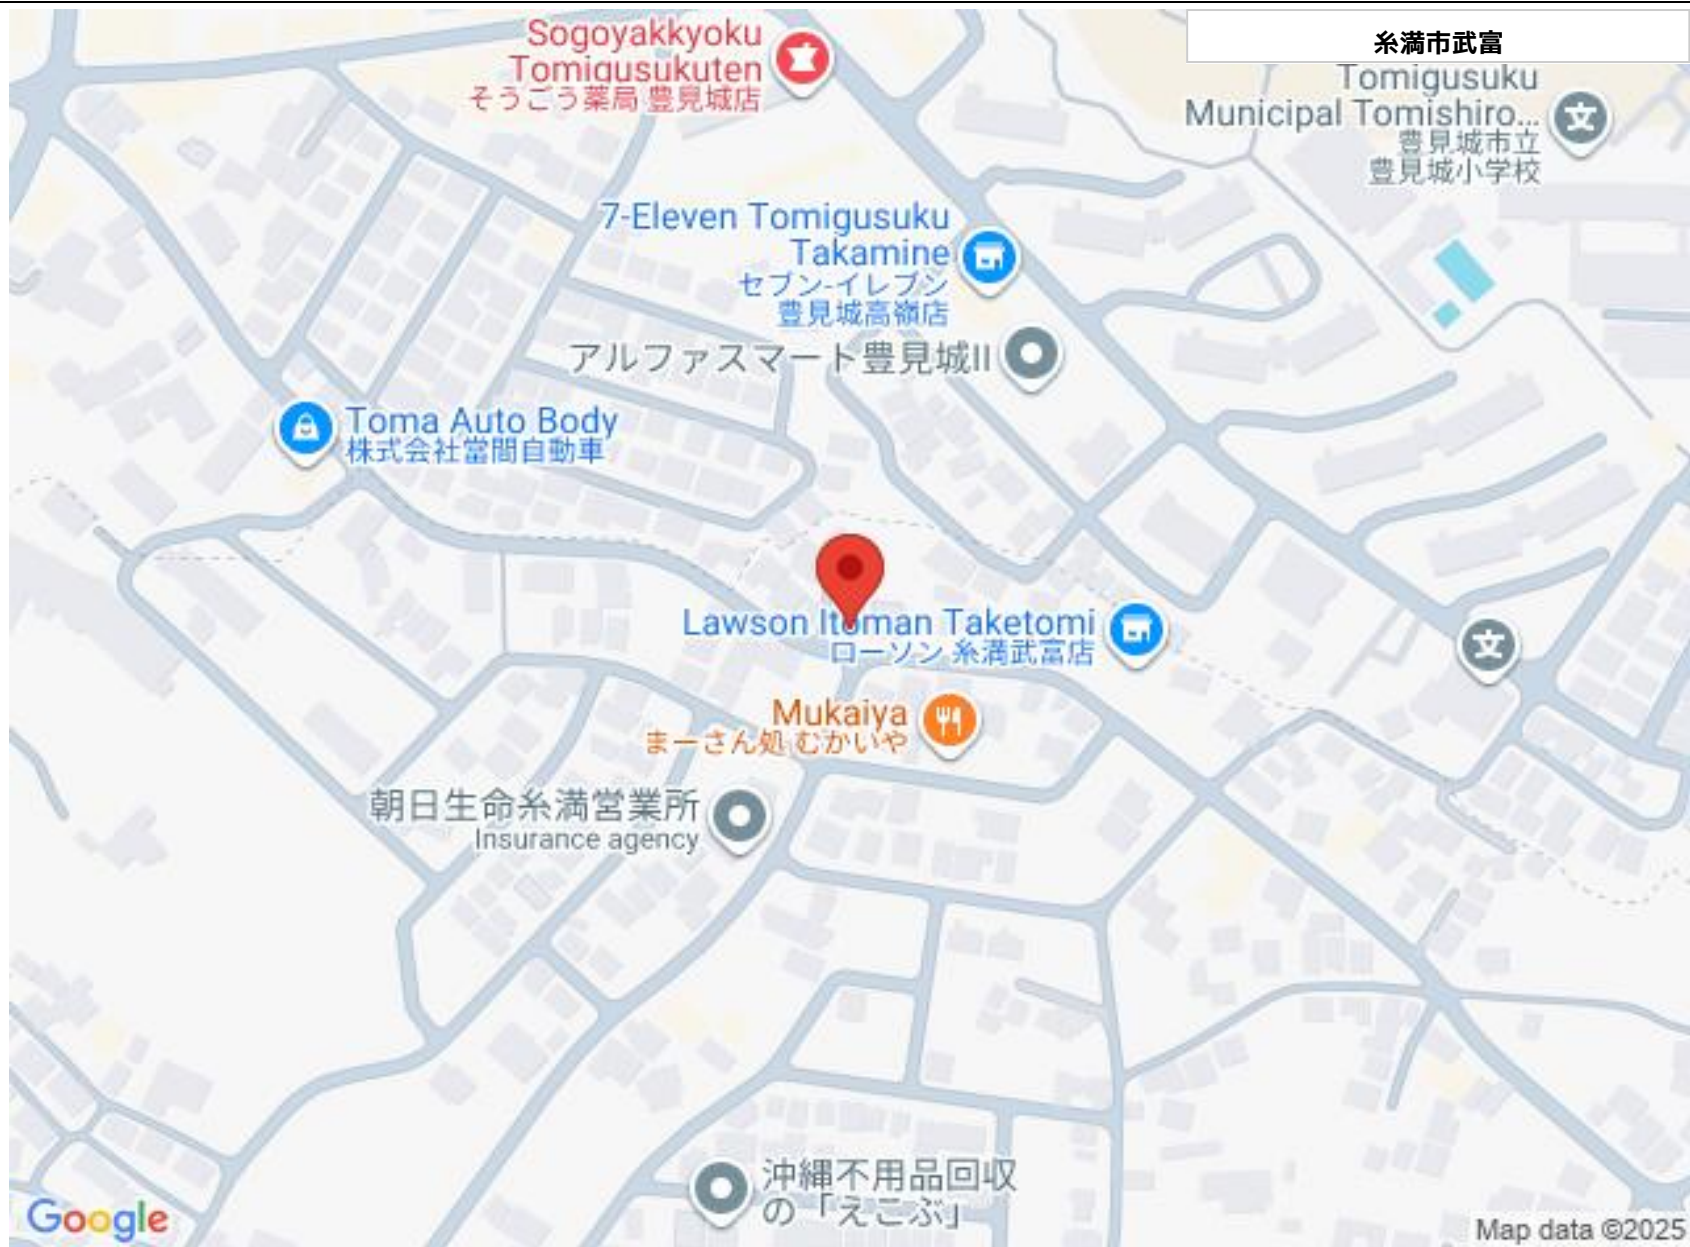 糸満市武富
Sogoyakkyoku
Tomigusukuten
そうごう薬局 豊見城店
Tomigusuku
Municipal Tomishiro...
豊見城市立
豊見城小学校
文
7-Eleven Tomigusuku
Takamine
セブン-イレブン
豊見城高嶺店
アルファスマート豊見城II
Toma Auto Body
株式会社當間自動車
Lawson Itoman Taketomi
ローソン 糸満武富店
文
Mukaiya
まーさん処 むかいや
朝日生命糸満営業所
Insurance agency
沖縄不用品回収
の「えこぶ」
Google
Map data ©2025